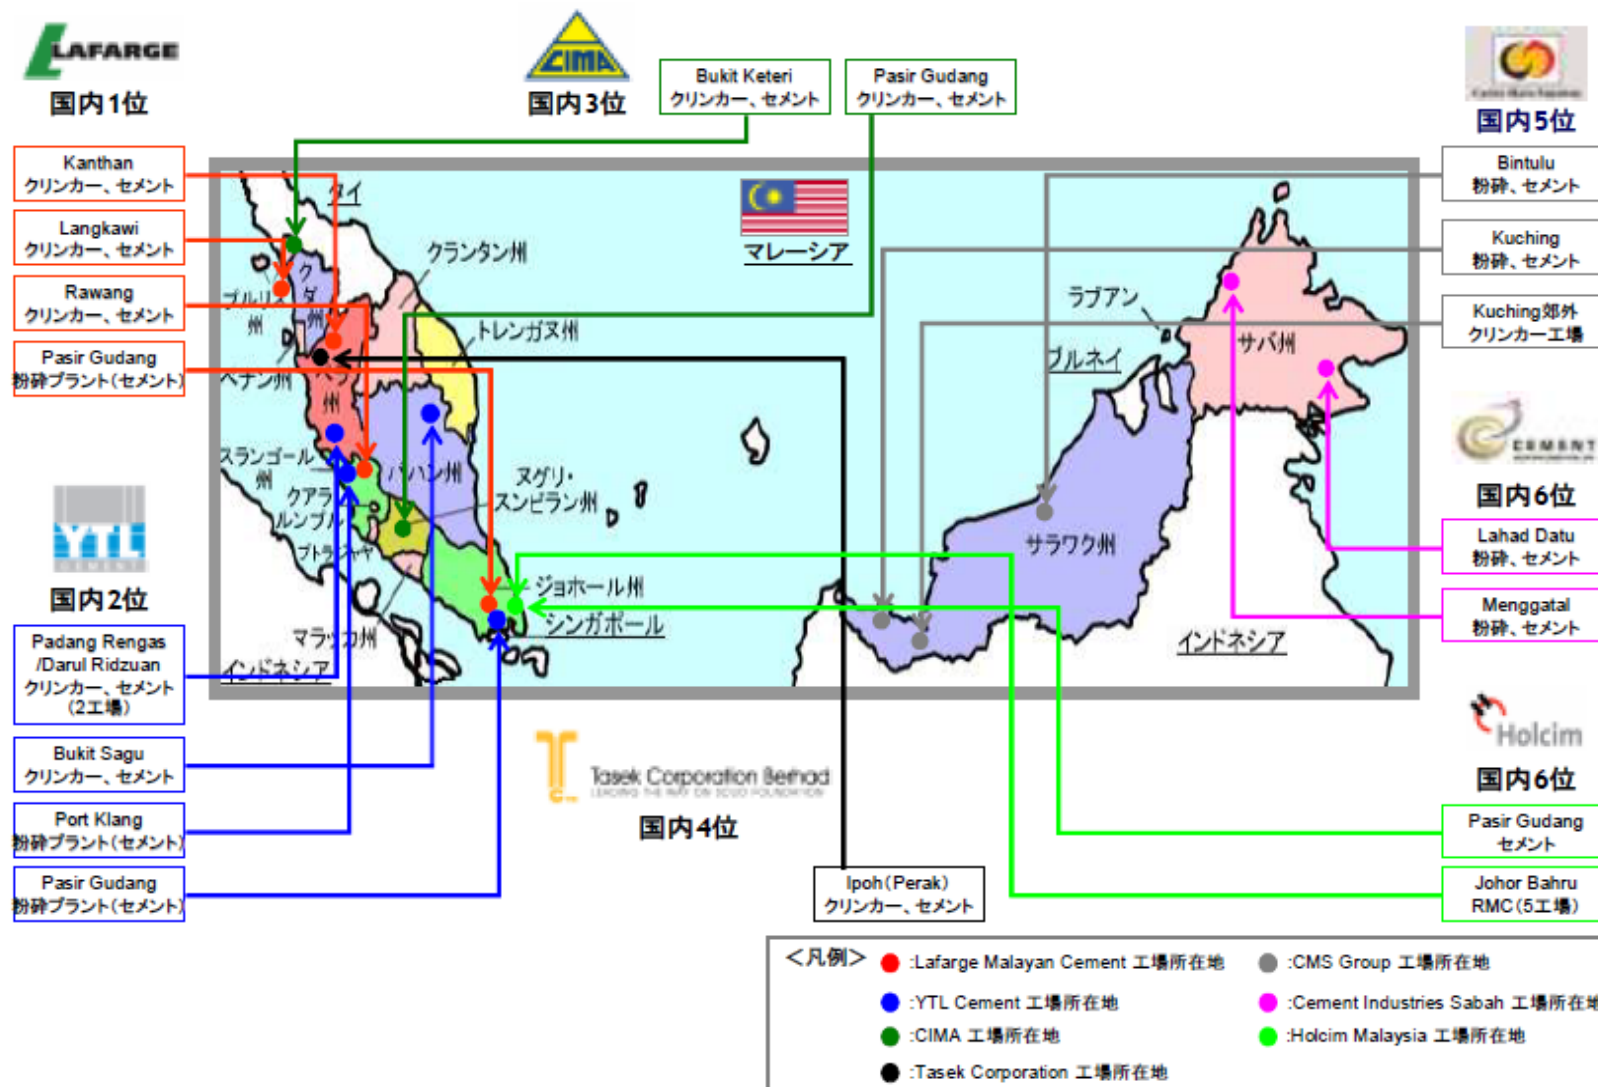 LAFARGE
国内1位
CIMA
国内3位
Bukit Keteri
クリンカー、セメント
Pasir Gudang
クリンカー、セメント
国内5位
Kanthan
クリンカー、セメント
Langkawi
クリンカー、セメント
Rawang
クリンカー、セメント
Pasir Gudang
粉砕プラント(セメント)
YTL
CEMENT
国内2位
Padang Rengas
/Darul Ridzuan
クリンカー、セメント
(2工場)
Bukit Sagu
クリンカー、セメント
Port Klang
粉砕プラント(セメント)
Pasir Gudang
粉砕プラント(セメント)
タイ
マレーシア
クランタン州
クダ州
プルリス
州
トレンガヌ州
ペナン州
州
スランゴール
州
パハン州
クアラ
ルンプル
ヌグリ・
スンビラン州
プトラジャヤ
ジョホール州
シンガポール
マラッカ州
インドネシア
ラブアン
ブルネイ
サバ州
サラワク州
インドネシア
Bintulu
粉砕、セメント
Kuching
粉砕、セメント
Kuching郊外
クリンカー工場
CEMENT
国内6位
Lahad Datu
粉砕、セメント
Menggatal
粉砕、セメント
Holcim
国内6位
Pasir Gudang
セメント
Johor Bahru
RMC(5工場)
Tasek Corporation Berhad
LEADING THE WAY ON SOLID FOUNDATION
国内4位
Ipoh(Perak)
クリンカー、セメント
<凡例>
:Lafarge Malayan Cement 工場所在地
:CMS Group 工場所在地
:YTL Cement 工場所在地
:Cement Industries Sabah 工場所在地
:CIMA 工場所在地
:Holcim Malaysia 工場所在地
:Tasek Corporation 工場所在地